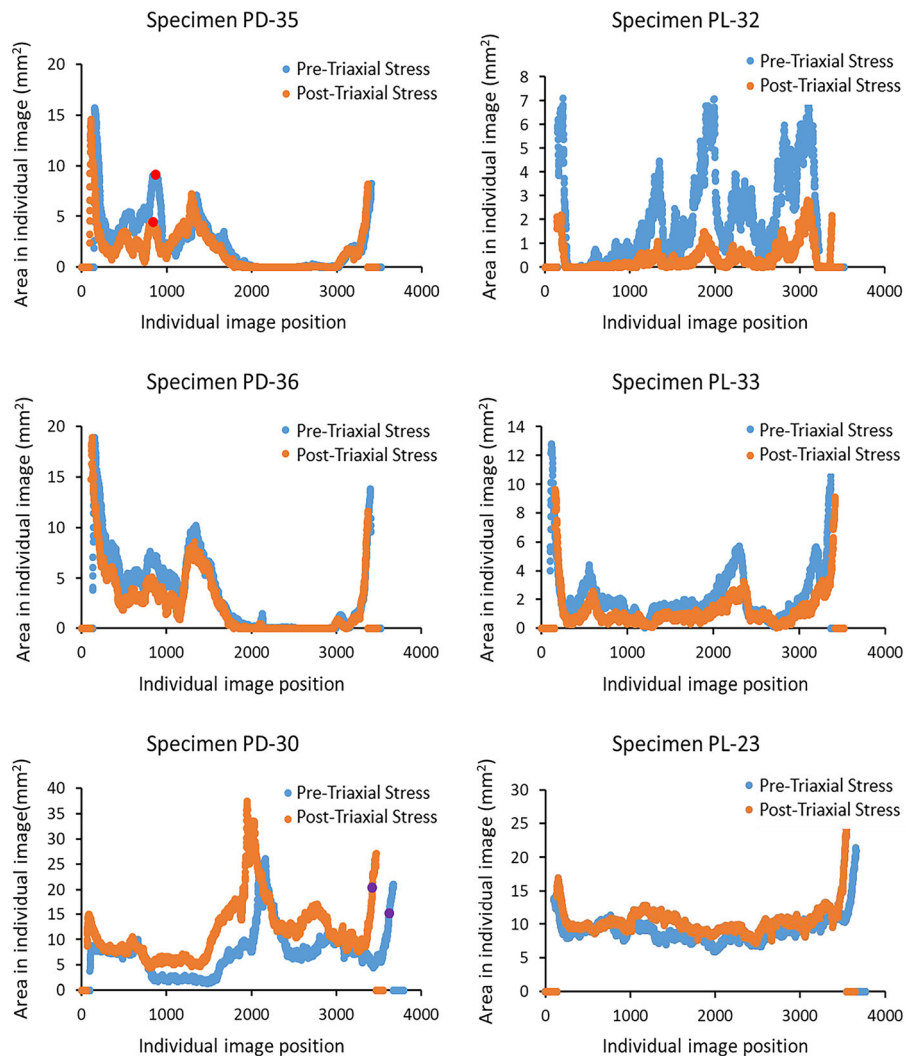 Specimen PD-35
Area in individual image (mm²)
20
15
10
5
0
Pre-Triaxial Stress
Post-Triaxial Stress
0 1000 2000 3000 4000
Individual image position
Specimen PL-32
Area in individual image (mm²)
8
7
6
5
4
3
2
1
0
Pre-Triaxial Stress
Post-Triaxial Stress
0 1000 2000 3000 4000
Individual image position
Specimen PD-36
Area in individual image (mm²)
20
15
10
5
0
Pre-Triaxial Stress
Post-Triaxial Stress
0 1000 2000 3000 4000
Individual image position
Specimen PL-33
Area in individual image (mm²)
14
12
10
8
6
4
2
0
Pre-Triaxial Stress
Post-Triaxial Stress
0 1000 2000 3000 4000
Individual image position
Specimen PD-30
Area in individual image(mm²)
40
35
30
25
20
15
10
5
0
Pre-Triaxial Stress
Post-Triaxial Stress
0 1000 2000 3000 4000
Individual image position
Specimen PL-23
Area in individual image (mm²)
30
25
20
15
10
5
0
Pre-Triaxial Stress
Post-Triaxial Stress
0 1000 2000 3000 4000
Individual image position